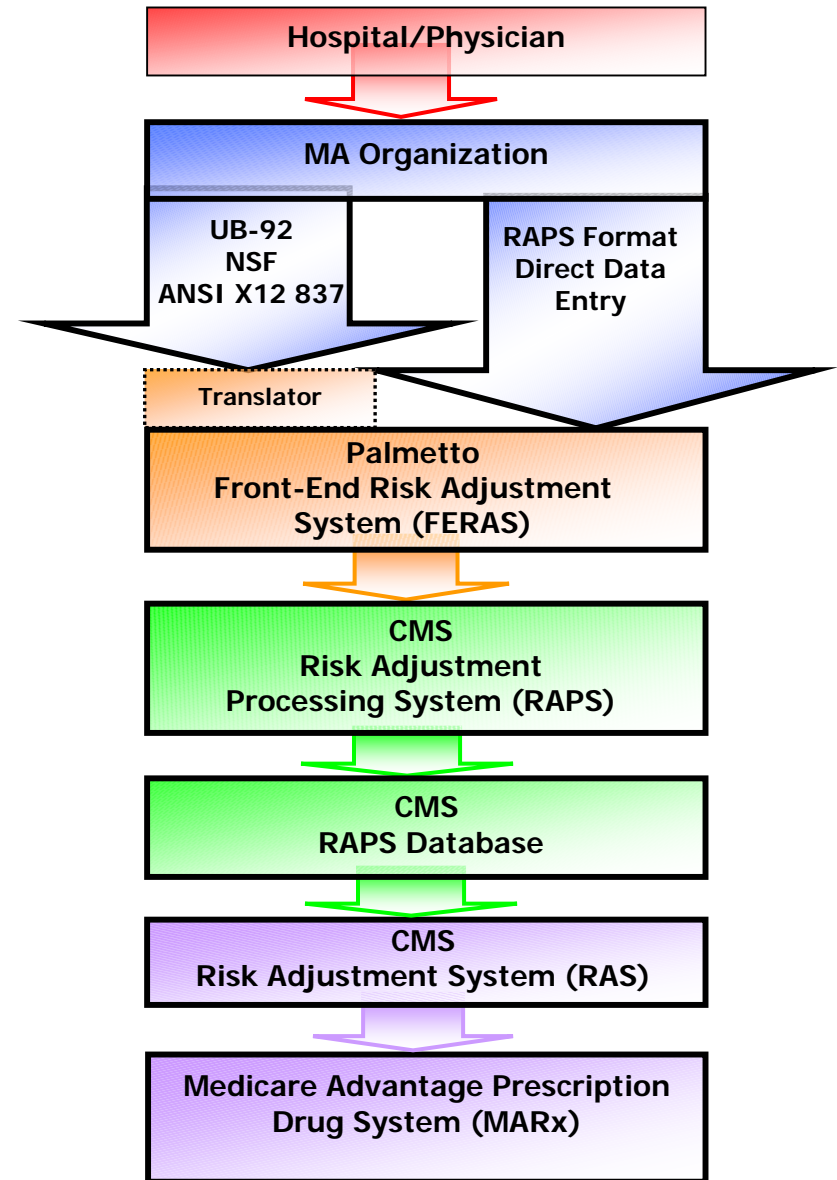 Hospital/Physician
MA Organization
UB-92
NSF
ANSI X12 837
RAPS Format
Direct Data
Entry
Translator
Palmetto
Front-End Risk Adjustment
System (FERAS)
CMS
Risk Adjustment
Processing System (RAPS)
CMS
RAPS Database
CMS
Risk Adjustment System (RAS)
Medicare Advantage Prescription
Drug System (MARx)